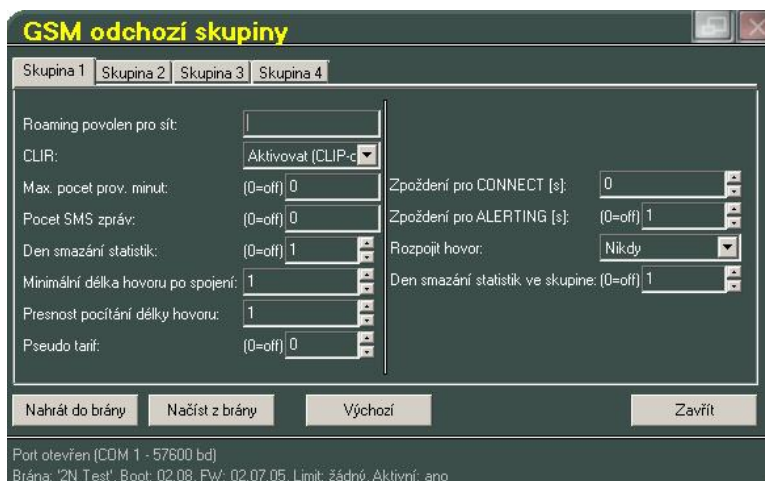 GSM odchozí skupiny
Skupina 1 Skupina 2 Skupina 3 Skupina 4
Roaming povolen pro sít:
CLIR: Aktivovat (CLIP-c
Max. pocet prov. minut: (0=off) 0
Pocet SMS zpráv: (0=off) 0
Den smazání statistik: (0=off) 1
Minimální délka hovoru po spojení: 1
Presnost pocítání délky hovoru: 1
Pseudo tarif: (0=off) 0
Zpoždení pro CONNECT [s]: 0
Zpoždení pro ALERTING [s]: (0=off) 1
Rozpojit hovor: Nikdy
Den smazání statistik ve skupine: (0=off) 1
Nahrát do brány Načíst z brány Výchozí Zavřít
Port otevřen (COM 1 - 57600 bd)
Brána: '2N Test', Boot: 02.08, FW: 02.07.05, Limit: žádný, Aktivní: ano